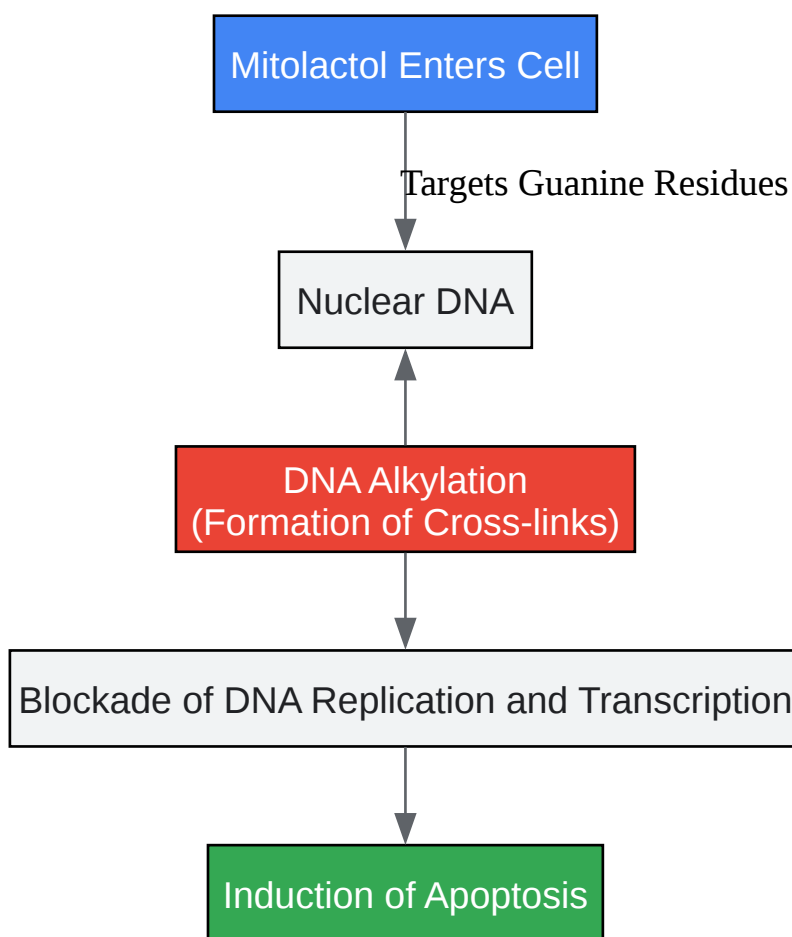 Mitolactol Enters Cell
Targets Guanine Residues
Nuclear DNA
DNA Alkylation
(Formation of Cross-links)
Blockade of DNA Replication and Transcription
Induction of Apoptosis